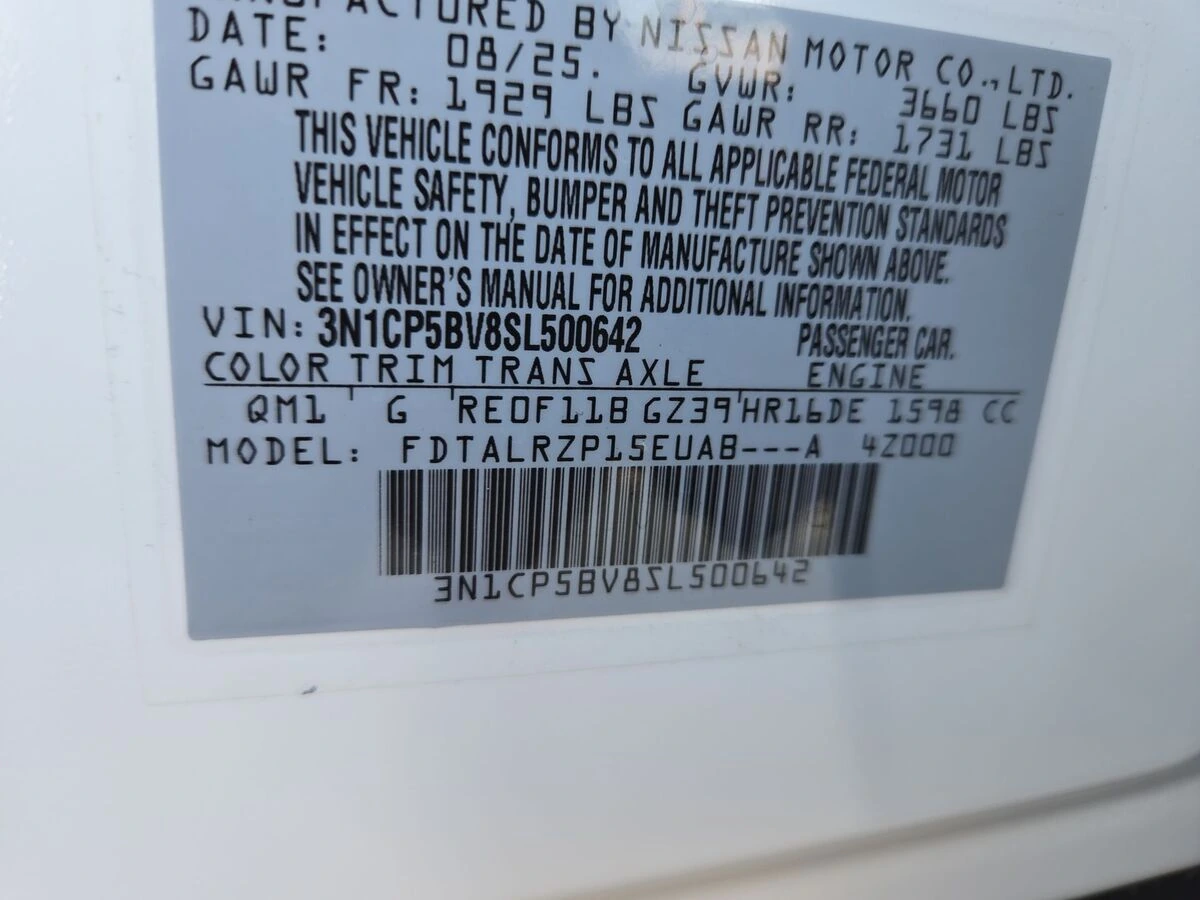 MANUFACTURED BY NISSAN MOTOR CO.,LTD.
DATE: 08/25. GVWR: 3660 LBS
GAWR FR: 1929 LBS GAWR RR: 1731 LBS
THIS VEHICLE CONFORMS TO ALL APPLICABLE FEDERAL MOTOR
VEHICLE SAFETY, BUMPER AND THEFT PREVENTION STANDARDS
IN EFFECT ON THE DATE OF MANUFACTURE SHOWN ABOVE.
SEE OWNER'S MANUAL FOR ADDITIONAL INFORMATION.
VIN: 3N1CP5BV8SL500642 PASSENGER CAR.
COLOR TRIM TRANS AXLE ENGINE
QM1 G RE0F11B GZ39 HR16DE 1598 CC
MODEL: FDTALRZP15EUAB---A 4Z000
3N1CP5BV8SL500642